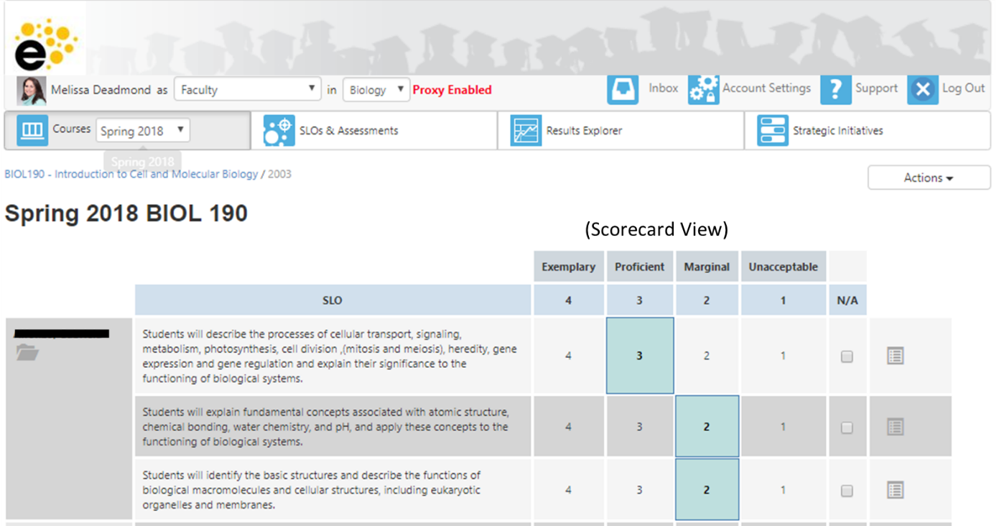 e
Melissa Deadmond as Faculty in Biology Proxy Enabled Inbox Account Settings ? Support Log Out
Courses Spring 2018 SLOs & Assessments Results Explorer Strategic Initiatives
Spring 2018
BIOL190 - Introduction to Cell and Molecular Biology / 2003
Actions
Spring 2018 BIOL 190
(Scorecard View)
Exemplary Proficient Marginal Unacceptable
SLO 4 3 2 1 N/A
Students will describe the processes of cellular transport, signaling,
metabolism, photosynthesis, cell division ,(mitosis and meiosis), heredity, gene
expression and gene regulation and explain their significance to the
functioning of biological systems.
4 3 2 1
Students will explain fundamental concepts associated with atomic structure,
chemical bonding, water chemistry, and pH, and apply these concepts to the
functioning of biological systems.
4 3 2 1
Students will identify the basic structures and describe the functions of
biological macromolecules and cellular structures, including eukaryotic
organelles and membranes.
4 3 2 1